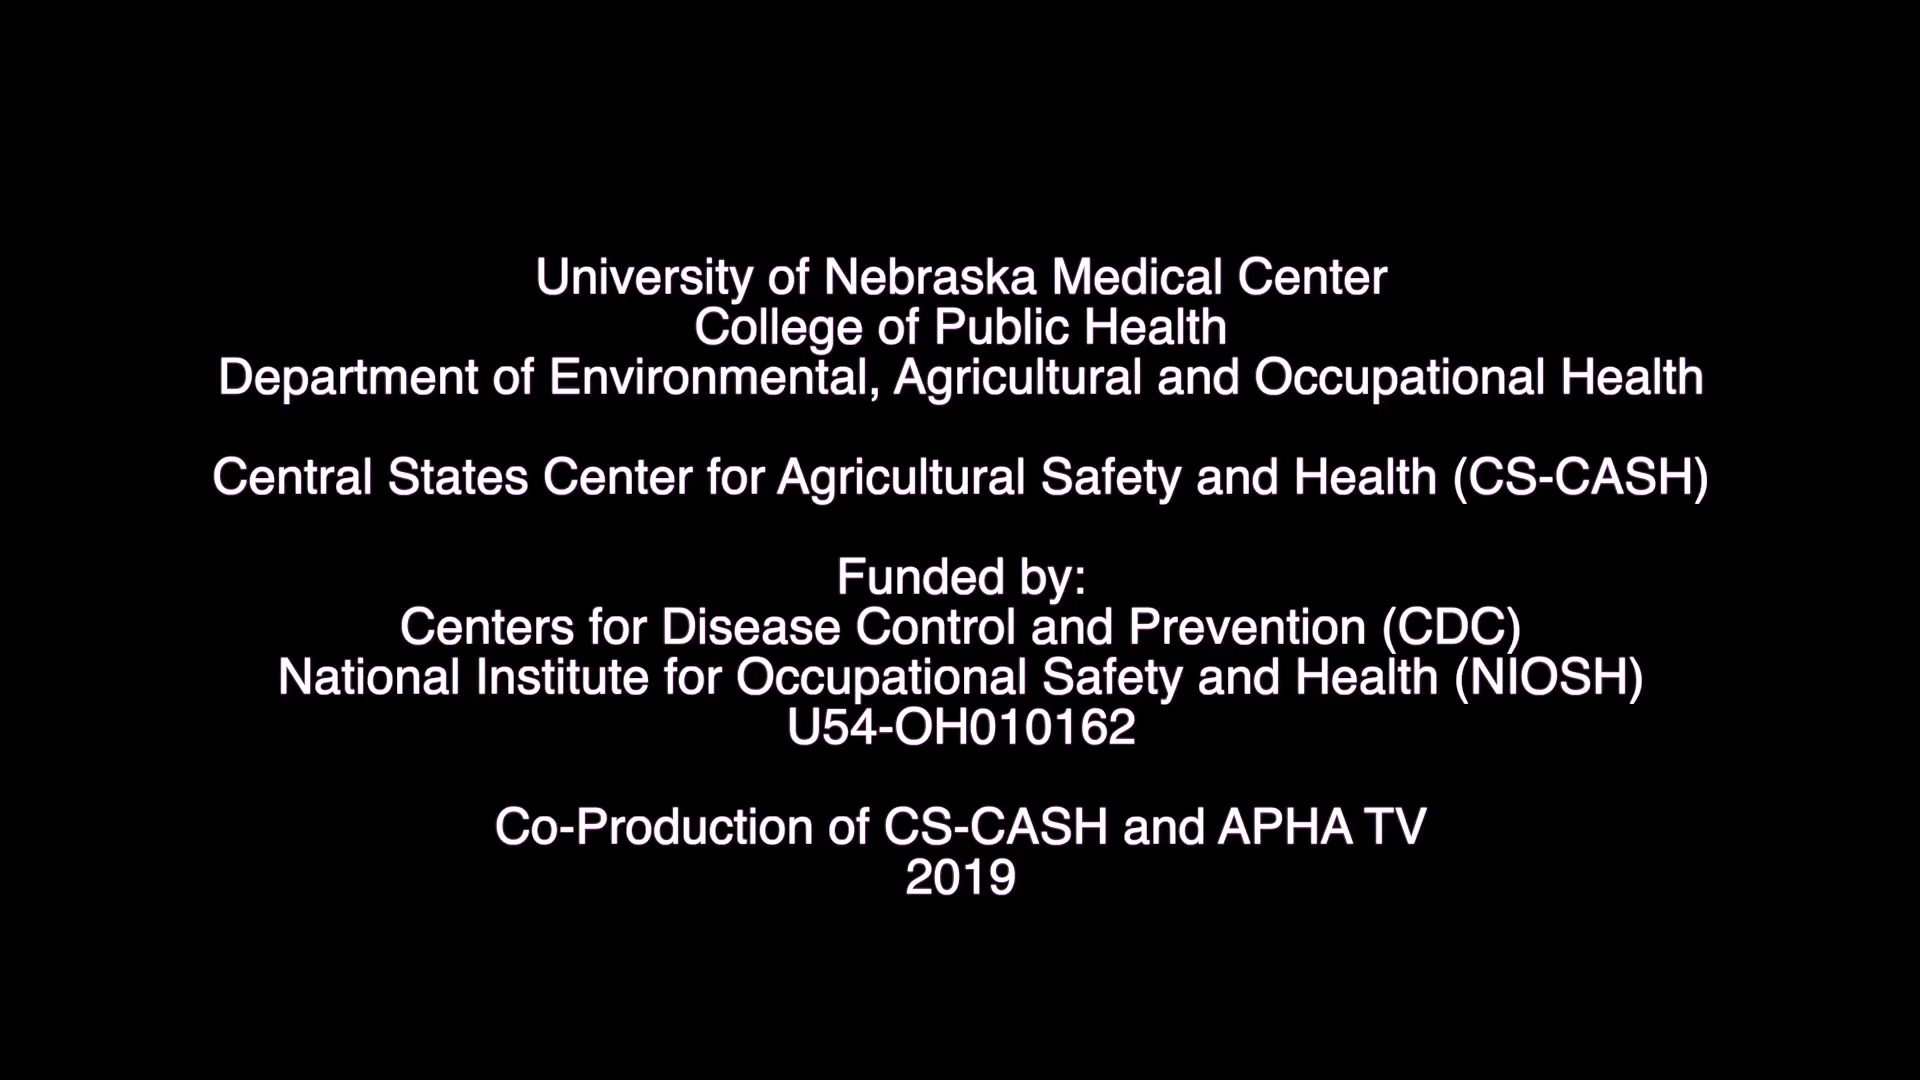 University of Nebraska Medical Center
College of Public Health
Department of Environmental, Agricultural and Occupational Health
Central States Center for Agricultural Safety and Health (CS-CASH)
Funded by:
Centers for Disease Control and Prevention (CDC)
National Institute for Occupational Safety and Health (NIOSH)
U54-OH010162
Co-Production of CS-CASH and APHA TV
2019